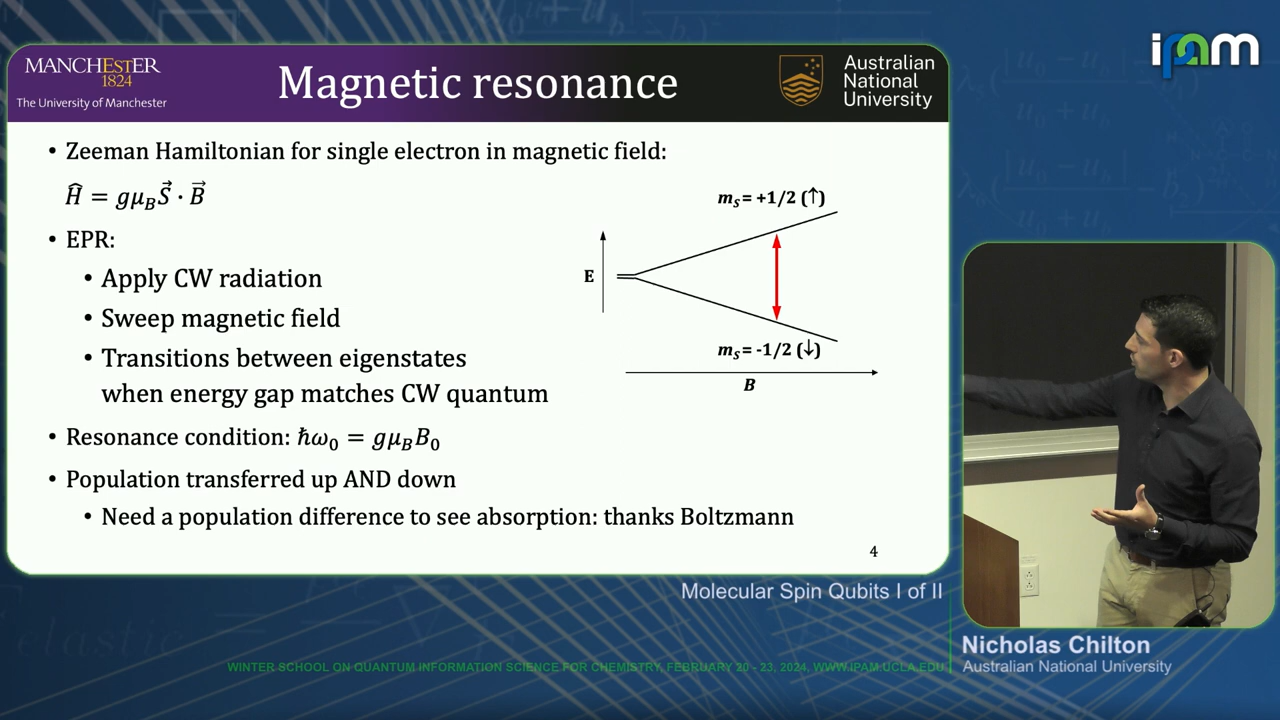 ipam
MANCHESTER
1824
The University of Manchester
Magnetic resonance
Australian
National
University
• Zeeman Hamiltonian for single electron in magnetic field:
Ĥ = gμ_B S⃗ · B⃗
• EPR:
• Apply CW radiation
• Sweep magnetic field
• Transitions between eigenstates
when energy gap matches CW quantum
• Resonance condition: ħω₀ = gμ_B B₀
• Population transferred up AND down
• Need a population difference to see absorption: thanks Boltzmann
m_S = +1/2 (↑)
E
m_S = -1/2 (↓)
B
4
Molecular Spin Qubits I of II
Nicholas Chilton
Australian National University
WINTER SCHOOL ON QUANTUM INFORMATION SCIENCE FOR CHEMISTRY, FEBRUARY 20 - 23, 2024, WWW.IPAM.UCLA.EDU
elastic